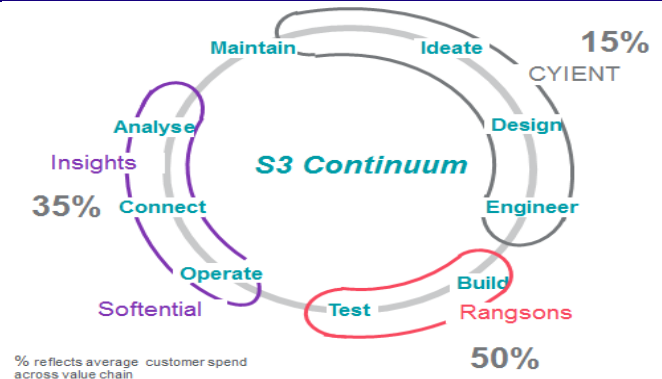 Maintain
Ideate
15%
CYIENT
Analyse
Design
Insights
S3 Continuum
35%
Connect
Engineer
Operate
Build
Softential
Test
Rangsons
50%
% reflects average customer spend
across value chain